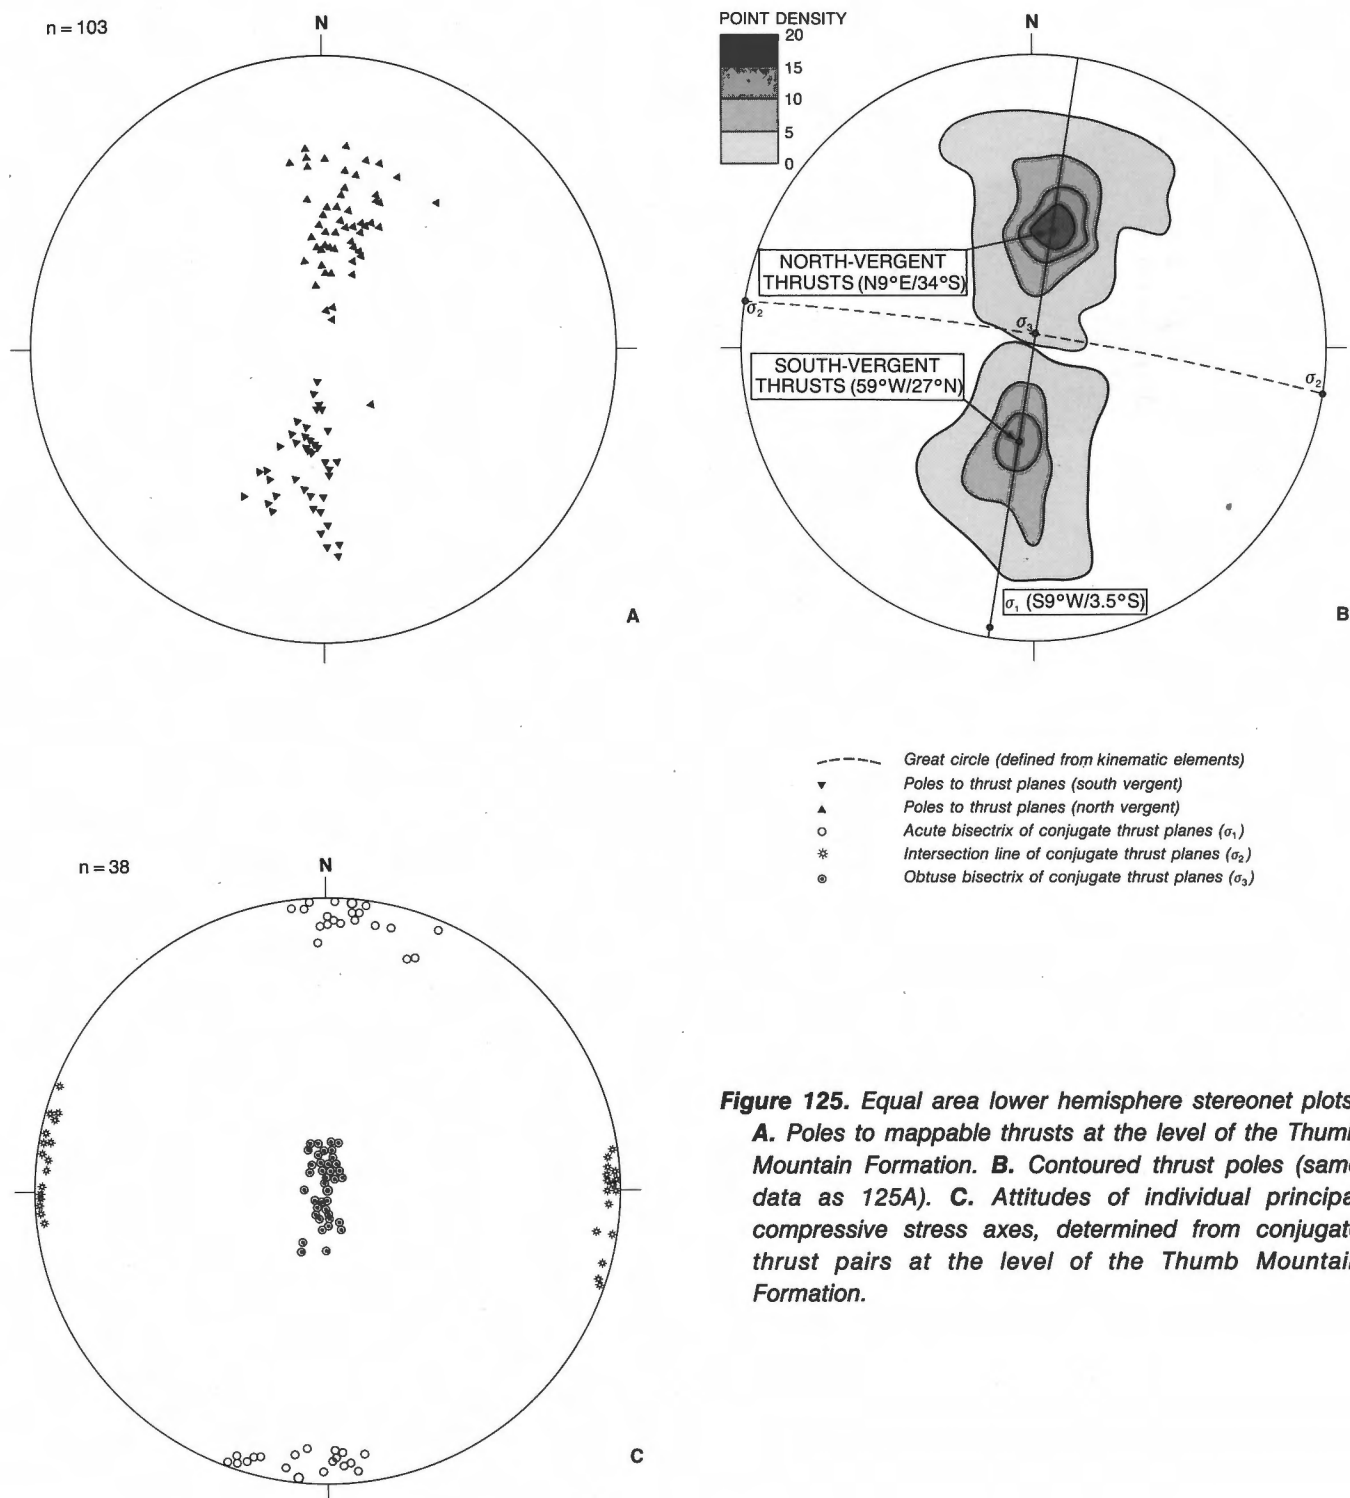 n = 103
N
A
POINT DENSITY
20
15
10
5
0
N
NORTH-VERGENT
THRUSTS (N9°E/34°S)
σ2
σ3
SOUTH-VERGENT
THRUSTS (59°W/27°N)
σ2
σ1 (S9°W/3.5°S)
B
Great circle (defined from kinematic elements)
Poles to thrust planes (south vergent)
Poles to thrust planes (north vergent)
Acute bisectrix of conjugate thrust planes (σ1)
Intersection line of conjugate thrust planes (σ2)
Obtuse bisectrix of conjugate thrust planes (σ3)
n = 38
N
C
Figure 125. Equal area lower hemisphere stereonet plots
A. Poles to mappable thrusts at the level of the Thumb
Mountain Formation. B. Contoured thrust poles (same
data as 125A). C. Attitudes of individual principa
compressive stress axes, determined from conjugate
thrust pairs at the level of the Thumb Mountain
Formation.